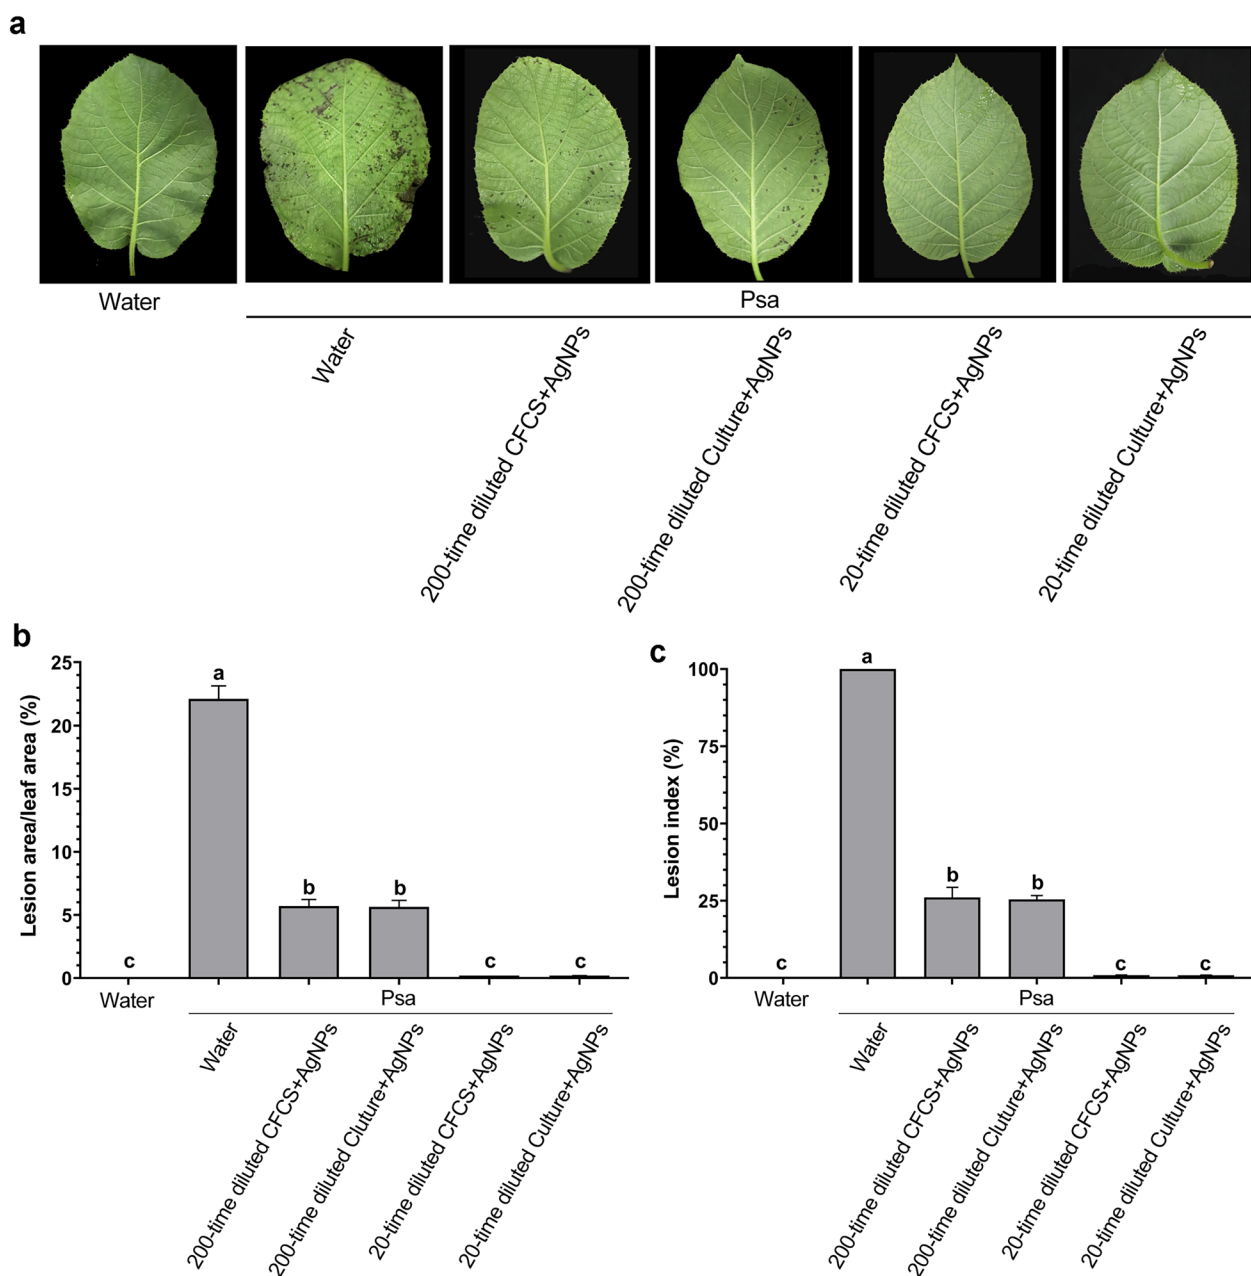 a
Water
Psa
Water
200-time diluted CFCS+AgNPs
200-time diluted Culture+AgNPs
20-time diluted CFCS+AgNPs
20-time diluted Culture+AgNPs
b
Lesion area/leaf area (%)
25
20
15
10
5
0
c
a
b
b
c
c
Water
Psa
Water
200-time diluted CFCS+AgNPs
200-time diluted Cluture+AgNPs
20-time diluted CFCS+AgNPs
20-time diluted Culture+AgNPs
c
Lesion index (%)
100
75
50
25
0
c
a
b
b
c
c
Water
Psa
Water
200-time diluted CFCS+AgNPs
200-time diluted Cluture+AgNPs
20-time diluted CFCS+AgNPs
20-time diluted Culture+AgNPs